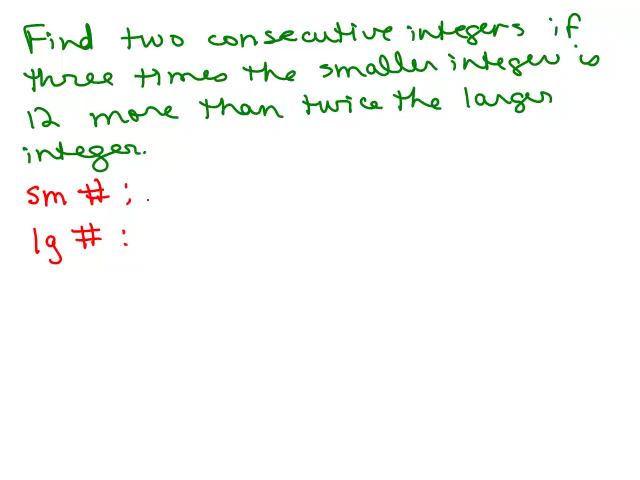 Find two consecutive integers if
three times the smaller integer is
12 more than twice the larger
integer.
sm # :
lg # :